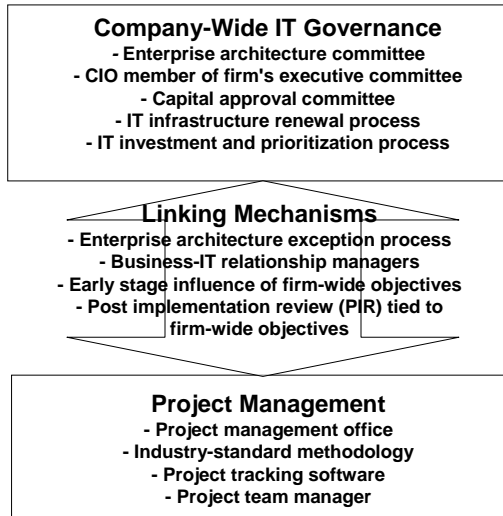 Company-Wide IT Governance
- Enterprise architecture committee
- CIO member of firm's executive committee
- Capital approval committee
- IT infrastructure renewal process
- IT investment and prioritization process
Linking Mechanisms
- Enterprise architecture exception process
- Business-IT relationship managers
- Early stage influence of firm-wide objectives
- Post implementation review (PIR) tied to
firm-wide objectives
Project Management
- Project management office
- Industry-standard methodology
- Project tracking software
- Project team manager